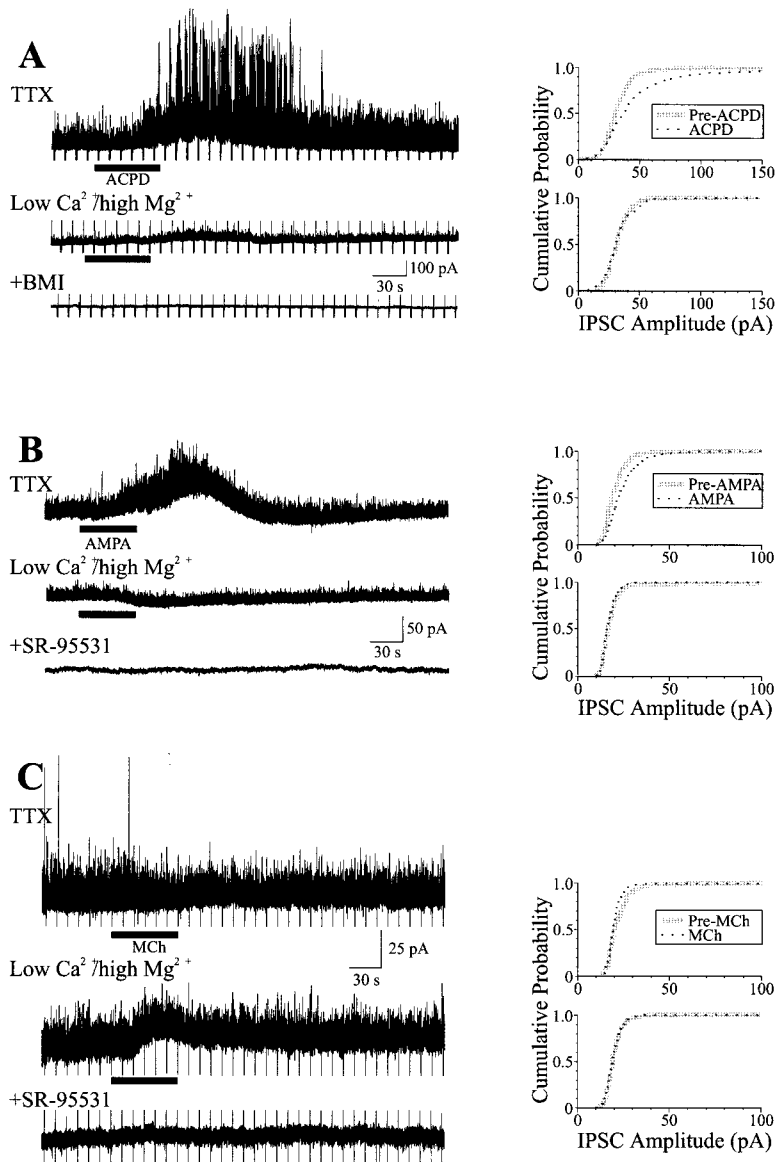 A
TTX
ACPD
Low Ca2+/high Mg2+
100 pA
30 s
+BMI
Cumulative Probability
1.0
0.5
0
Pre-ACPD
ACPD
0 50 100 150
1.0
0.5
0
0 50 100 150
IPSC Amplitude (pA)
B
TTX
AMPA
Low Ca2+/high Mg2+
50 pA
30 s
+SR-95531
Cumulative Probability
1.0
0.5
0
Pre-AMPA
AMPA
0 50 100
1.0
0.5
0
0 50 100
IPSC Amplitude (pA)
C
TTX
MCh
25 pA
30 s
Low Ca2+/high Mg2+
+SR-95531
Cumulative Probability
1.0
0.5
0
Pre-MCh
MCh
0 50 100
1.0
0.5
0
0 50 100
IPSC Amplitude (pA)